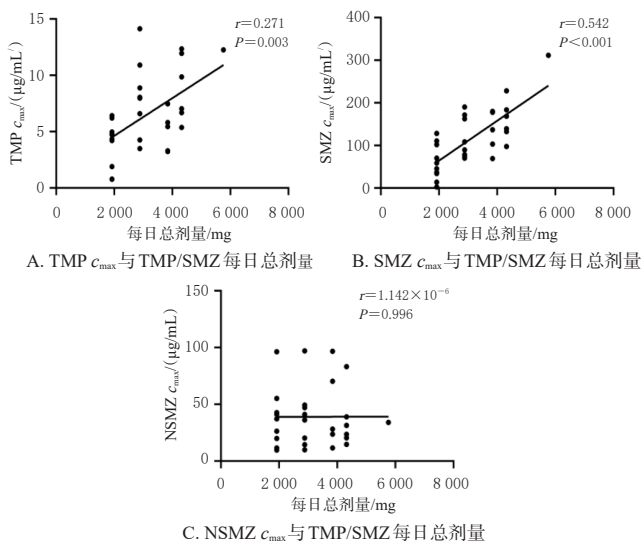 r=0.271
P=0.003
TMP cmax/(μg/mL)
15
10
5
0
0 2 000 4 000 6 000 8 000
每日总剂量/mg
A. TMP cmax与TMP/SMZ每日总剂量
r=0.542
P<0.001
SMZ cmax/(μg/mL)
400
300
200
100
0
0 2 000 4 000 6 000 8 000
每日总剂量/mg
B. SMZ cmax与TMP/SMZ每日总剂量
r=1.142×10⁻⁶
P=0.996
NSMZ cmax/(μg/mL)
150
100
50
0
0 2 000 4 000 6 000 8 000
每日总剂量/mg
C. NSMZ cmax与TMP/SMZ每日总剂量